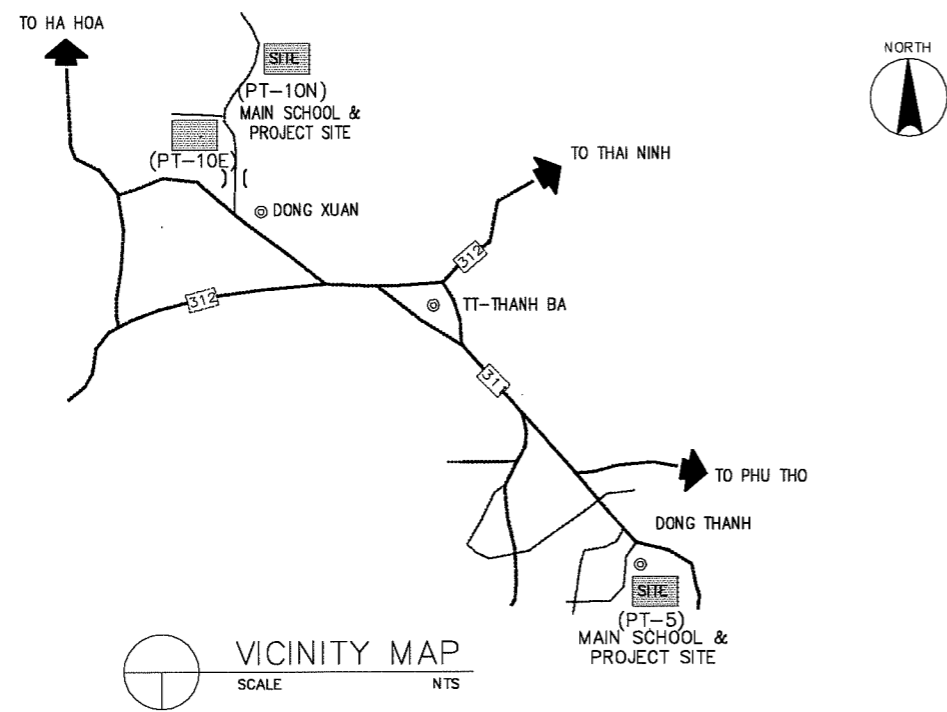 TO HA HOA
NORTH
SITE
(PT-10N)
MAIN SCHOOL &
PROJECT SITE
(PT-10E)
TO THAI NINH
DONG XUAN
312
312
TT-THANH BA
311
TO PHU THO
DONG THANH
SITE
(PT-5)
MAIN SCHOOL &
PROJECT SITE
VICINITY MAP
SCALE NTS